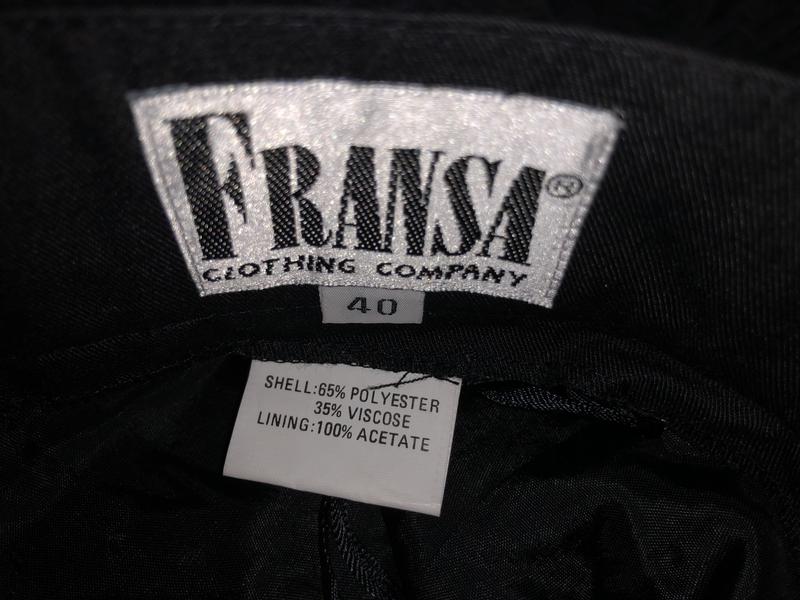 FRANSA®
CLOTHING COMPANY
40
SHELL:65% POLYESTER
35% VISCOSE
LINING:100% ACETATE